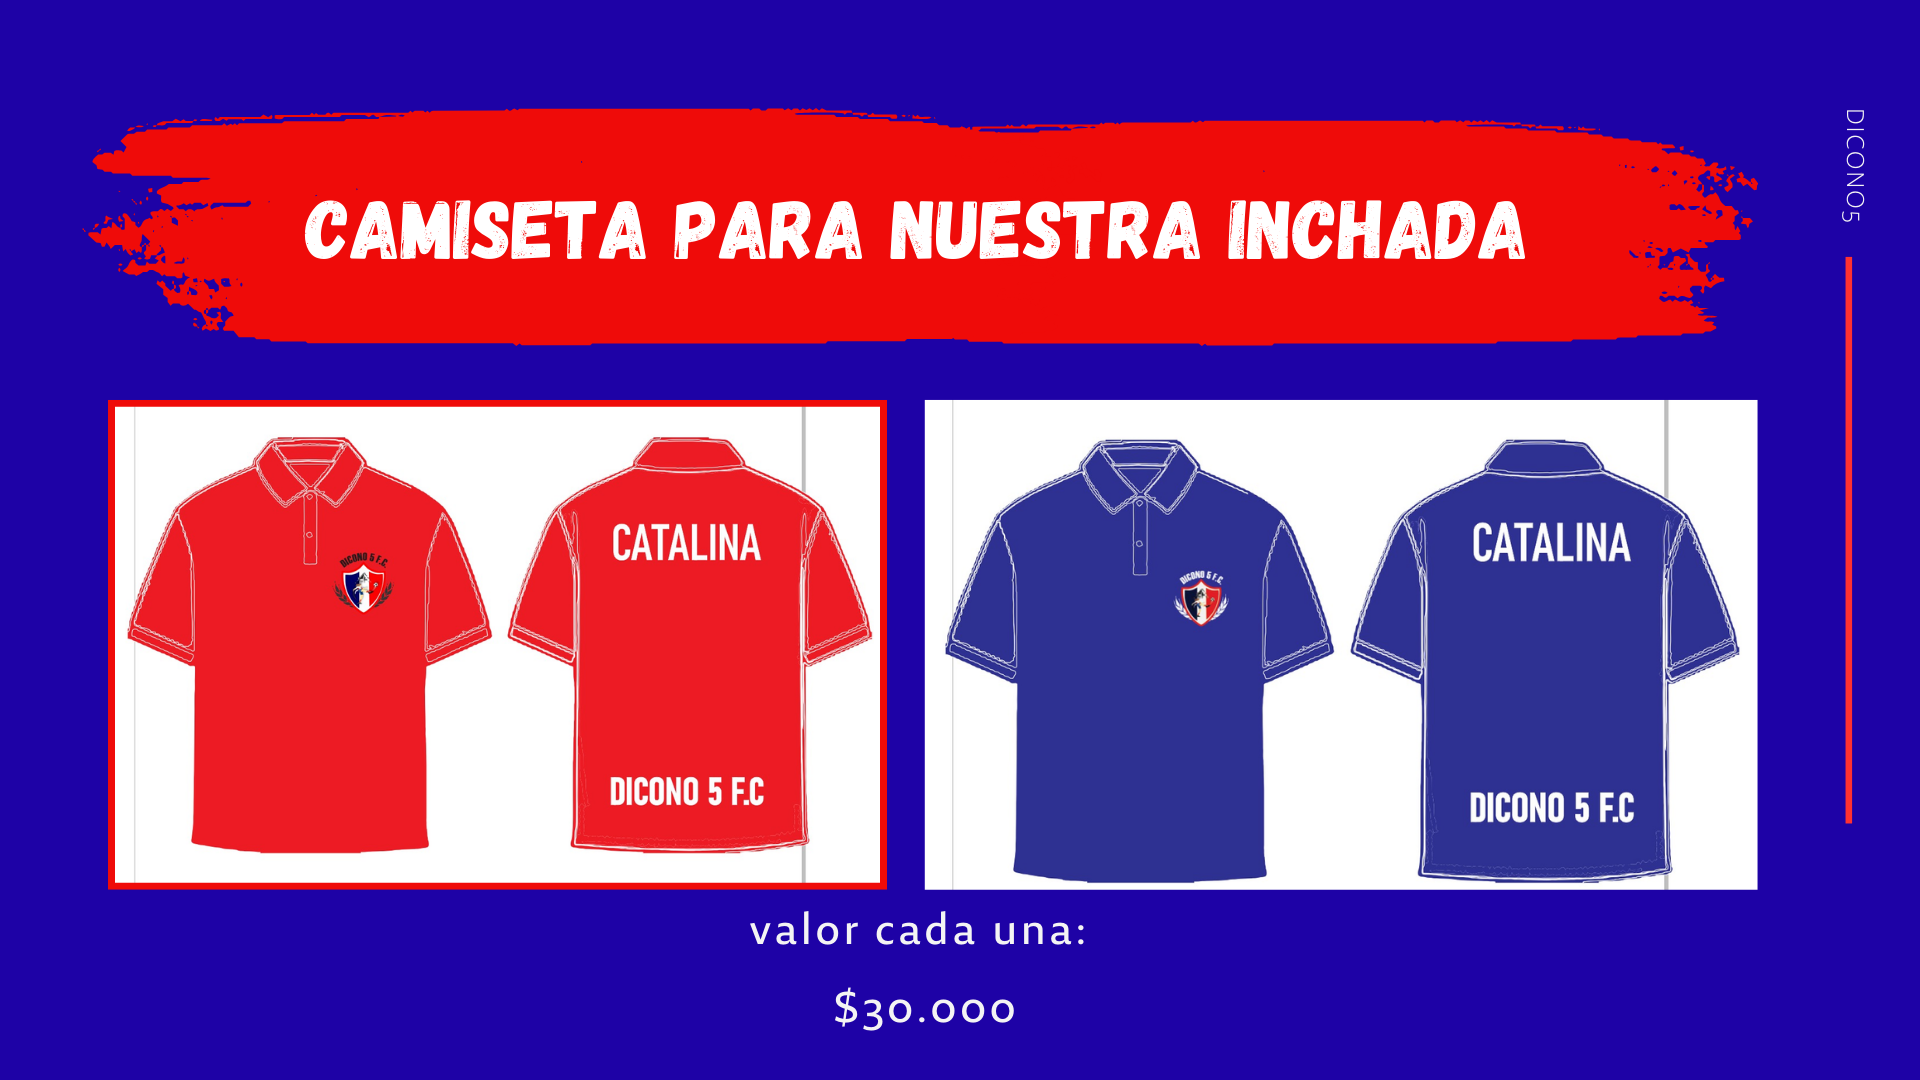 CAMISETA PARA NUESTRA INCHADA
DICONO5
DICONO 5 F.C.
CATALINA
DICONO 5 F.C
DICONO 5 F.C.
CATALINA
DICONO 5 F.C
valor cada una:
$30.000